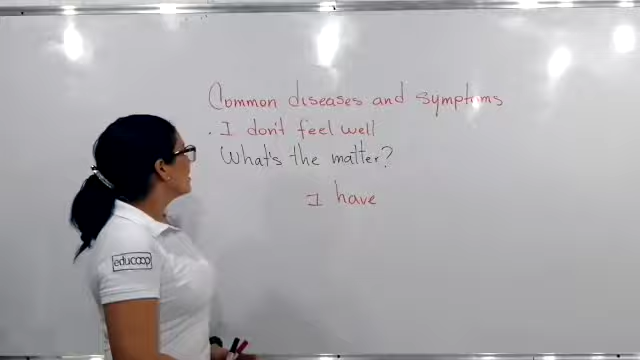 Common diseases and symptoms
. I don't feel well
What's the matter?
I have
educoop